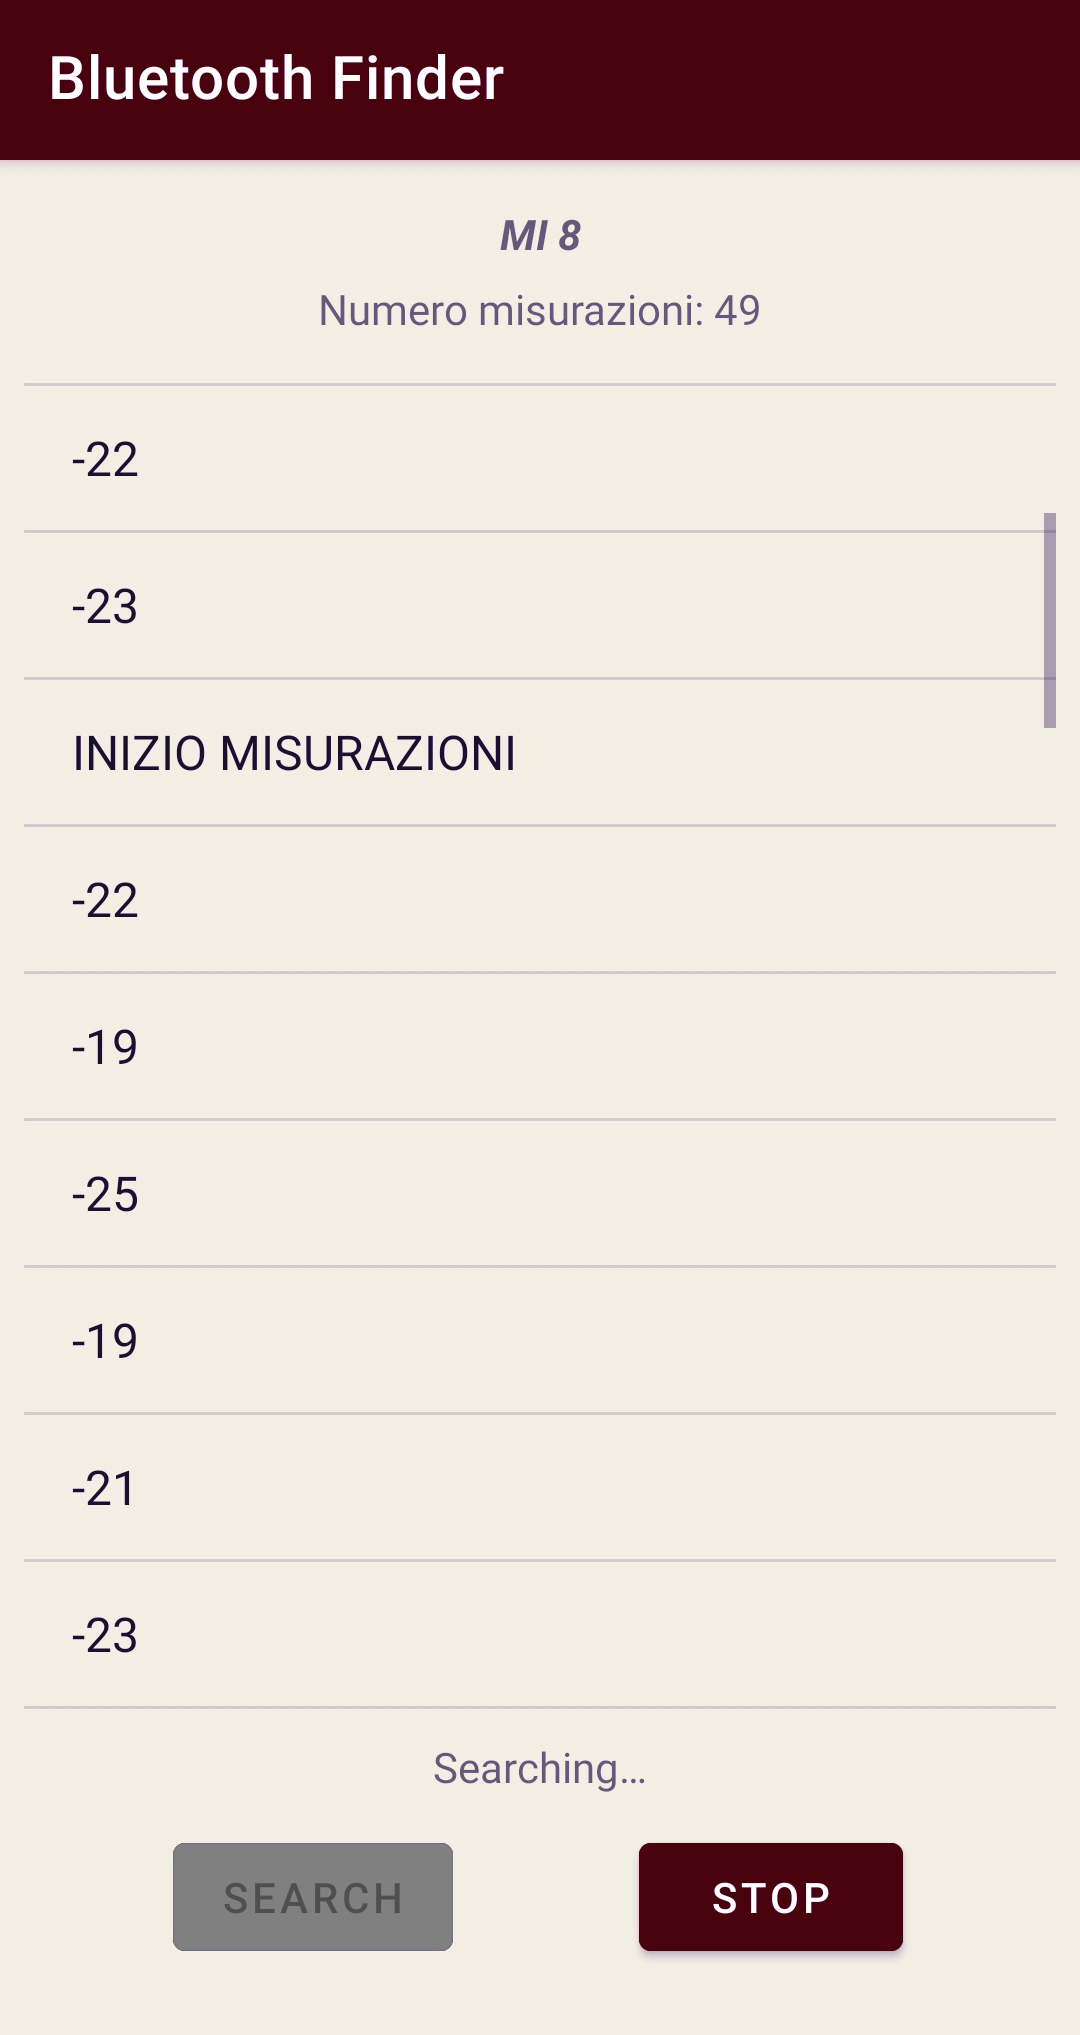 Bluetooth Finder
MI 8
Numero misurazioni: 49
-22
-23
INIZIO MISURAZIONI
-22
-19
-25
-19
-21
-23
Searching...
SEARCH
STOP